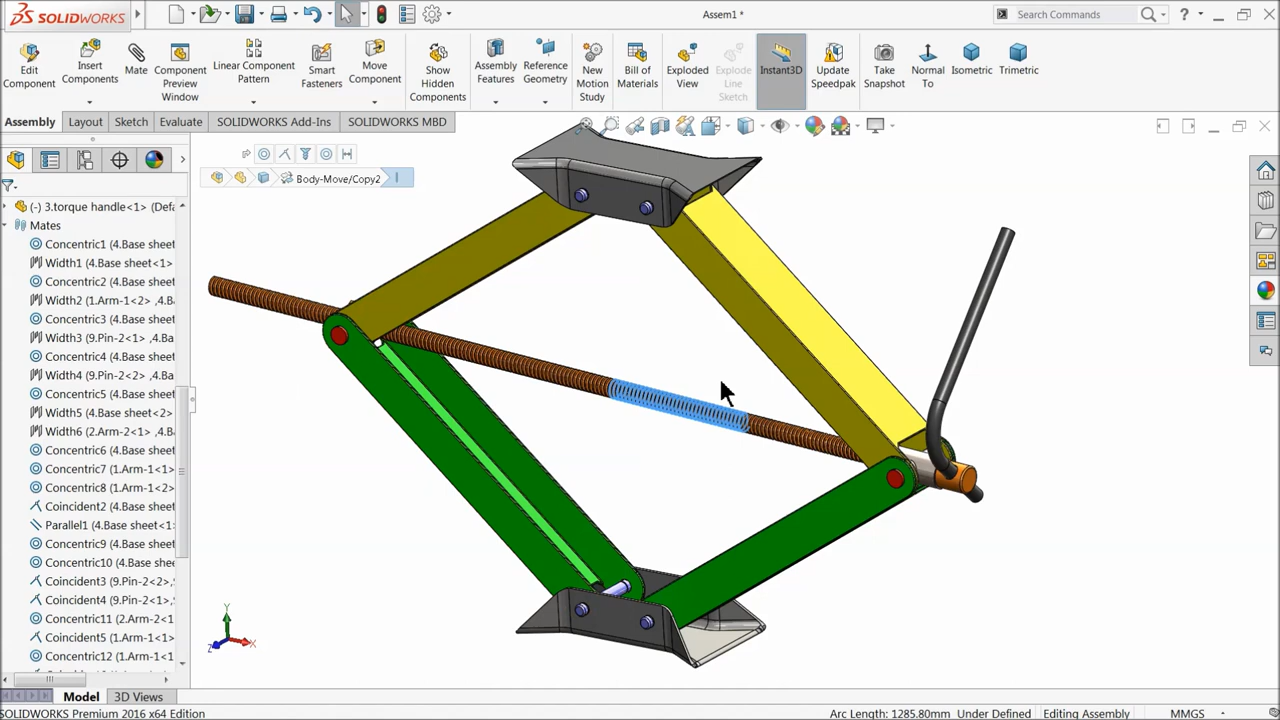 SOLIDWORKS
Assem1 *
Search Commands
?
Edit Component
Insert Components
Mate
Component Preview Window
Linear Component Pattern
Smart Fasteners
Move Component
Show Hidden Components
Assembly Features
Reference Geometry
New Motion Study
Bill of Materials
Exploded View
Explode Line Sketch
Instant3D
Update Speedpak
Take Snapshot
Normal To
Isometric
Trimetric
Assembly
Layout
Sketch
Evaluate
SOLIDWORKS Add-Ins
SOLIDWORKS MBD
Body-Move/Copy2
(-) 3.torque handle<1> (Defa
Mates
Concentric1 (4.Base sheet
Width1 (4.Base sheet<1>
Concentric2 (4.Base sheet
Width2 (1.Arm-1<2> ,4.Ba
Concentric3 (4.Base sheet
Width3 (9.Pin-2<1> ,4.Ba
Concentric4 (4.Base sheet
Width4 (9.Pin-2<2> ,4.Ba
Concentric5 (4.Base sheet
Width5 (4.Base sheet<2>
Width6 (2.Arm-2<1> ,4.Ba
Concentric6 (4.Base sheet
Concentric7 (1.Arm-1<1>
Concentric8 (1.Arm-1<1>
Coincident2 (4.Base sheet
Parallel1 (4.Base sheet<1>
Concentric9 (4.Base sheet
Concentric10 (4.Base sheet
Coincident3 (9.Pin-2<2>,9
Coincident4 (9.Pin-2<1>,9
Concentric11 (2.Arm-2<1
Coincident5 (1.Arm-1<1>
Concentric12 (1.Arm-1<1
Y
Z
X
Model
3D Views
SOLIDWORKS Premium 2016 x64 Edition
Arc Length: 1285.80mm
Under Defined
Editing Assembly
MMGS